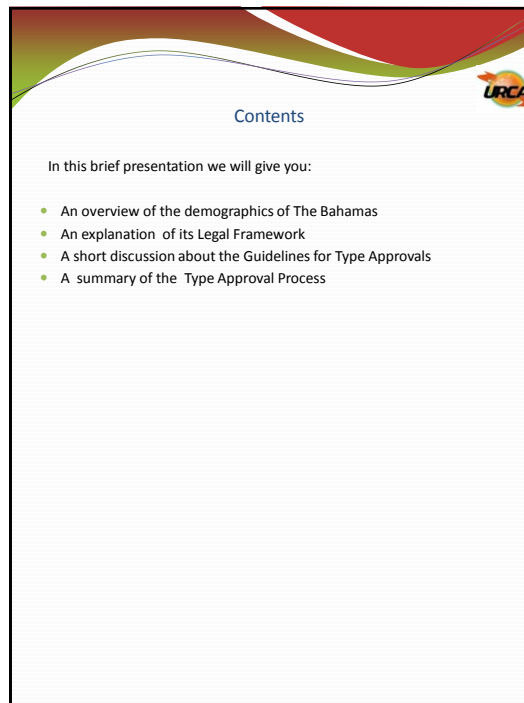 URCA
Contents
In this brief presentation we will give you:
• An overview of the demographics of The Bahamas
• An explanation of its Legal Framework
• A short discussion about the Guidelines for Type Approvals
• A summary of the Type Approval Process